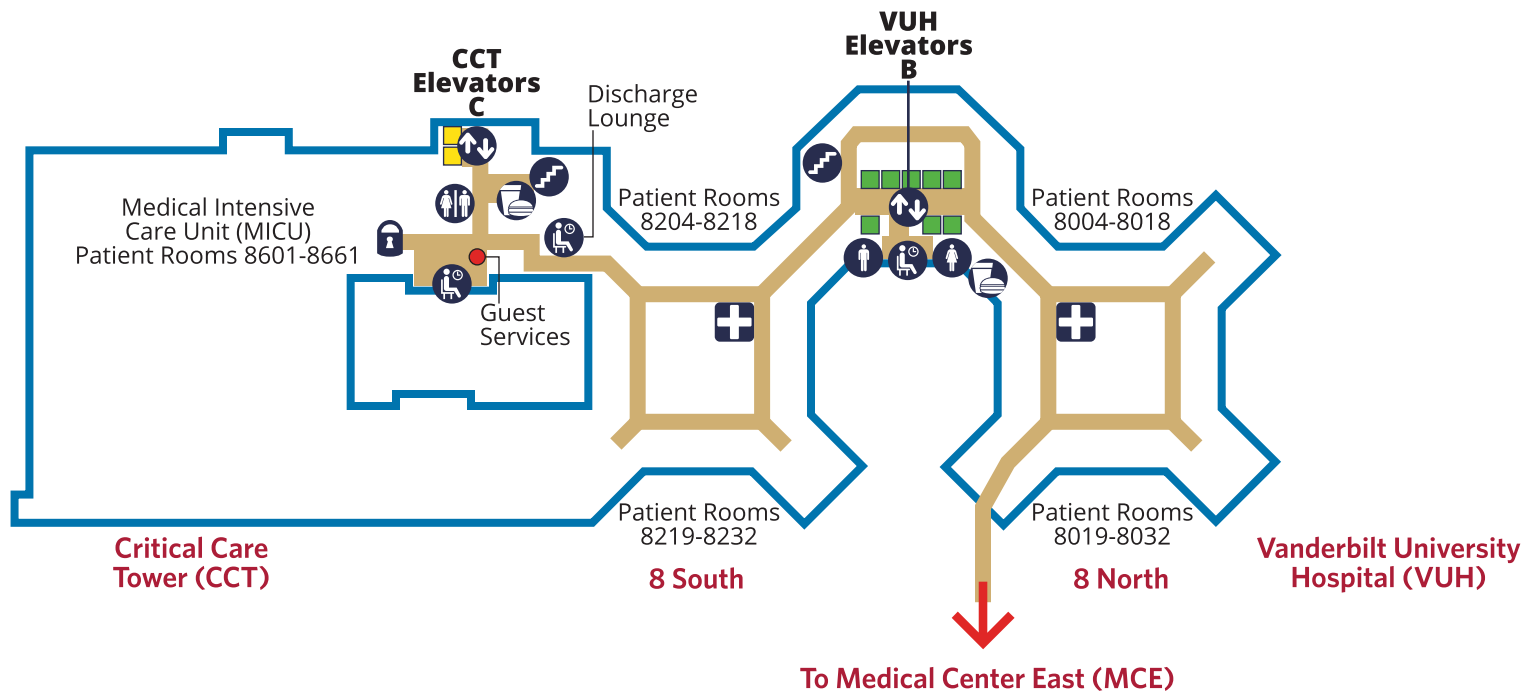 VUH
Elevators
B
CCT
Elevators
C
Discharge
Lounge
Patient Rooms
8204-8218
Patient Rooms
8004-8018
Medical Intensive
Care Unit (MICU)
Patient Rooms 8601-8661
Guest
Services
Patient Rooms
8219-8232
Patient Rooms
8019-8032
Critical Care
Tower (CCT)
8 South
8 North
Vanderbilt University
Hospital (VUH)
To Medical Center East (MCE)